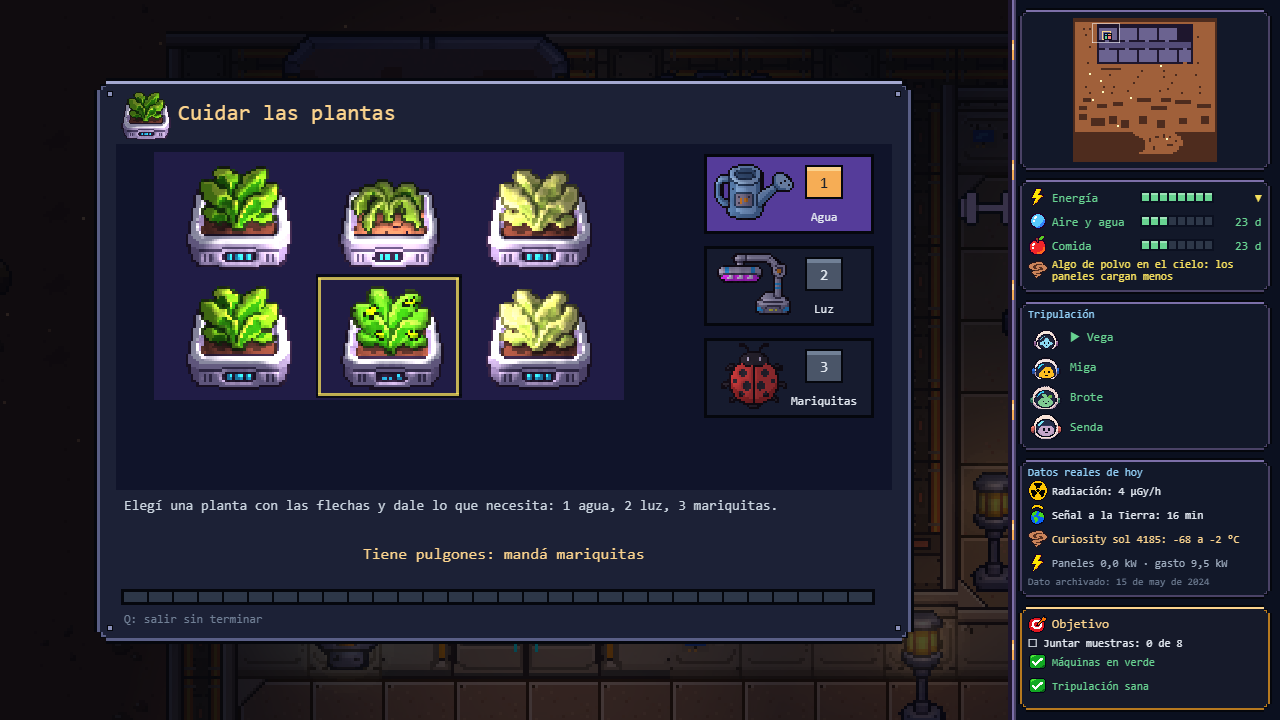 Cuidar las plantas
1
Agua
2
Luz
3
Mariquitas
Elegí una planta con las flechas y dale lo que necesita: 1 agua, 2 luz, 3 mariquitas.
Tiene pulgones: mandá mariquitas
Q: salir sin terminar
Energía
Aire y agua 23 d
Comida 23 d
Algo de polvo en el cielo: los
paneles cargan menos
Tripulación
Vega
Miga
Brote
Senda
Datos reales de hoy
Radiación: 4 µGy/h
Señal a la Tierra: 16 min
Curiosity sol 4185: -68 a -2 ºC
Paneles 0,0 kW · gasto 9,5 kW
Dato archivado: 15 de may de 2024
Objetivo
Juntar muestras: 0 de 8
Máquinas en verde
Tripulación sana